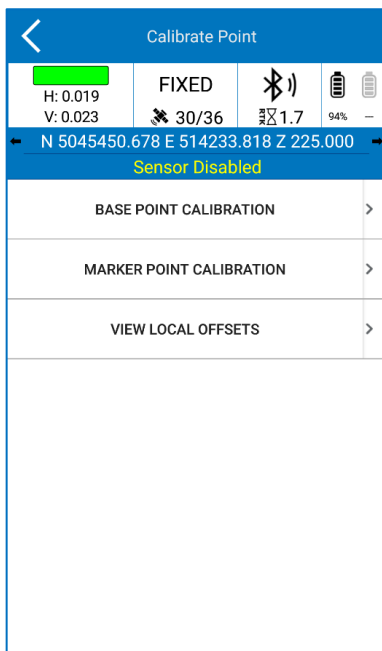 Calibrate Point
H: 0.019
V: 0.023
FIXED
30/36
RTK 1.7
94%
–
N 5045450.678 E 514233.818 Z 225.000
Sensor Disabled
BASE POINT CALIBRATION
MARKER POINT CALIBRATION
VIEW LOCAL OFFSETS